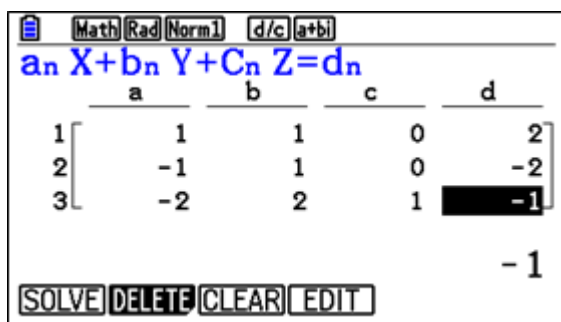 Math Rad Norm1 d/c a+bi
an X+bn Y+Cn Z=dn
a b c d
1 1 1 0 2
2 -1 1 0 -2
3 -2 2 1 -1
-1
SOLVE DELETE CLEAR EDIT